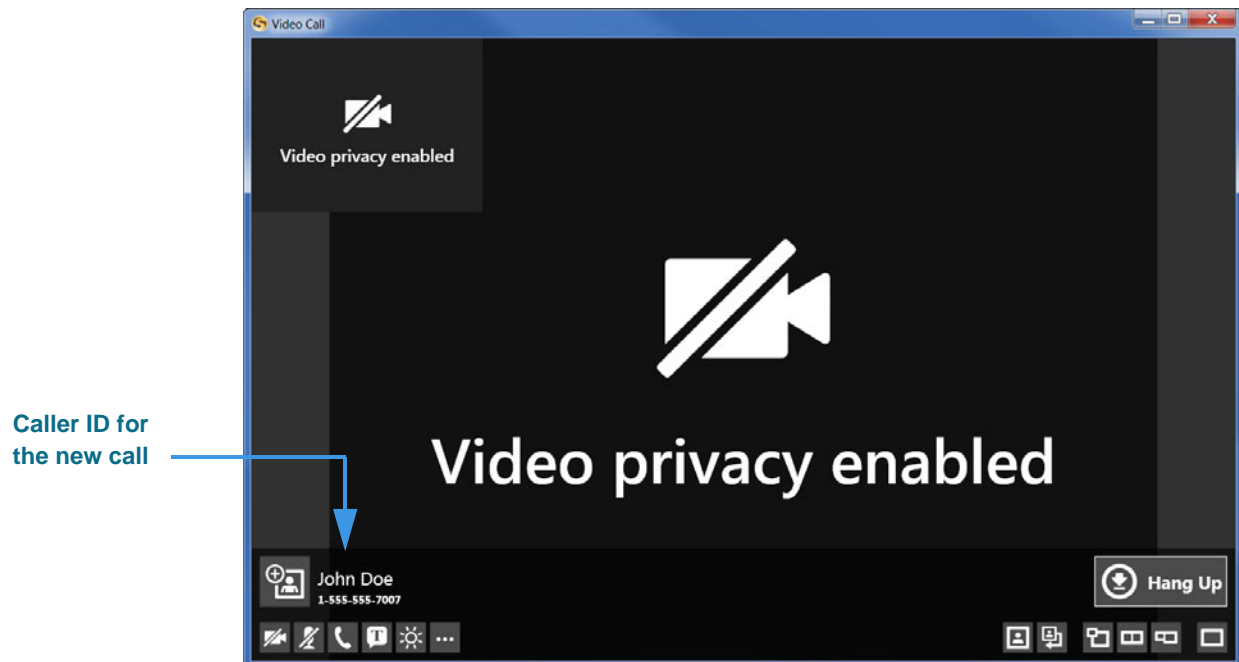 Video Call
Video privacy enabled
Caller ID for
the new call
Video privacy enabled
John Doe
1-555-555-7007
Hang Up
T